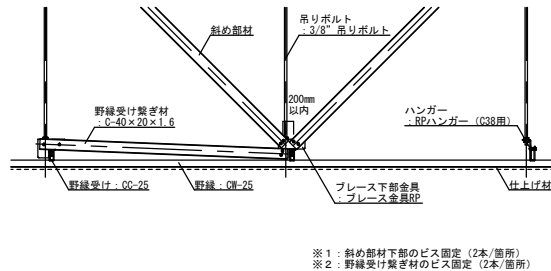 斜め部材
吊りボルト
：3/8”吊りボルト
200mm
以内
野縁受け繋ぎ材
：C-40×20×1.6
ハンガー
：RPハンガー（C38用）
野縁受け：CC-25
野縁：CW-25
ブレース下部金具
：ブレース金具RP
仕上げ材
※１：斜め部材下部のビス固定（2本/箇所）
※２：野縁受け繋ぎ材のビス固定（2本/箇所）